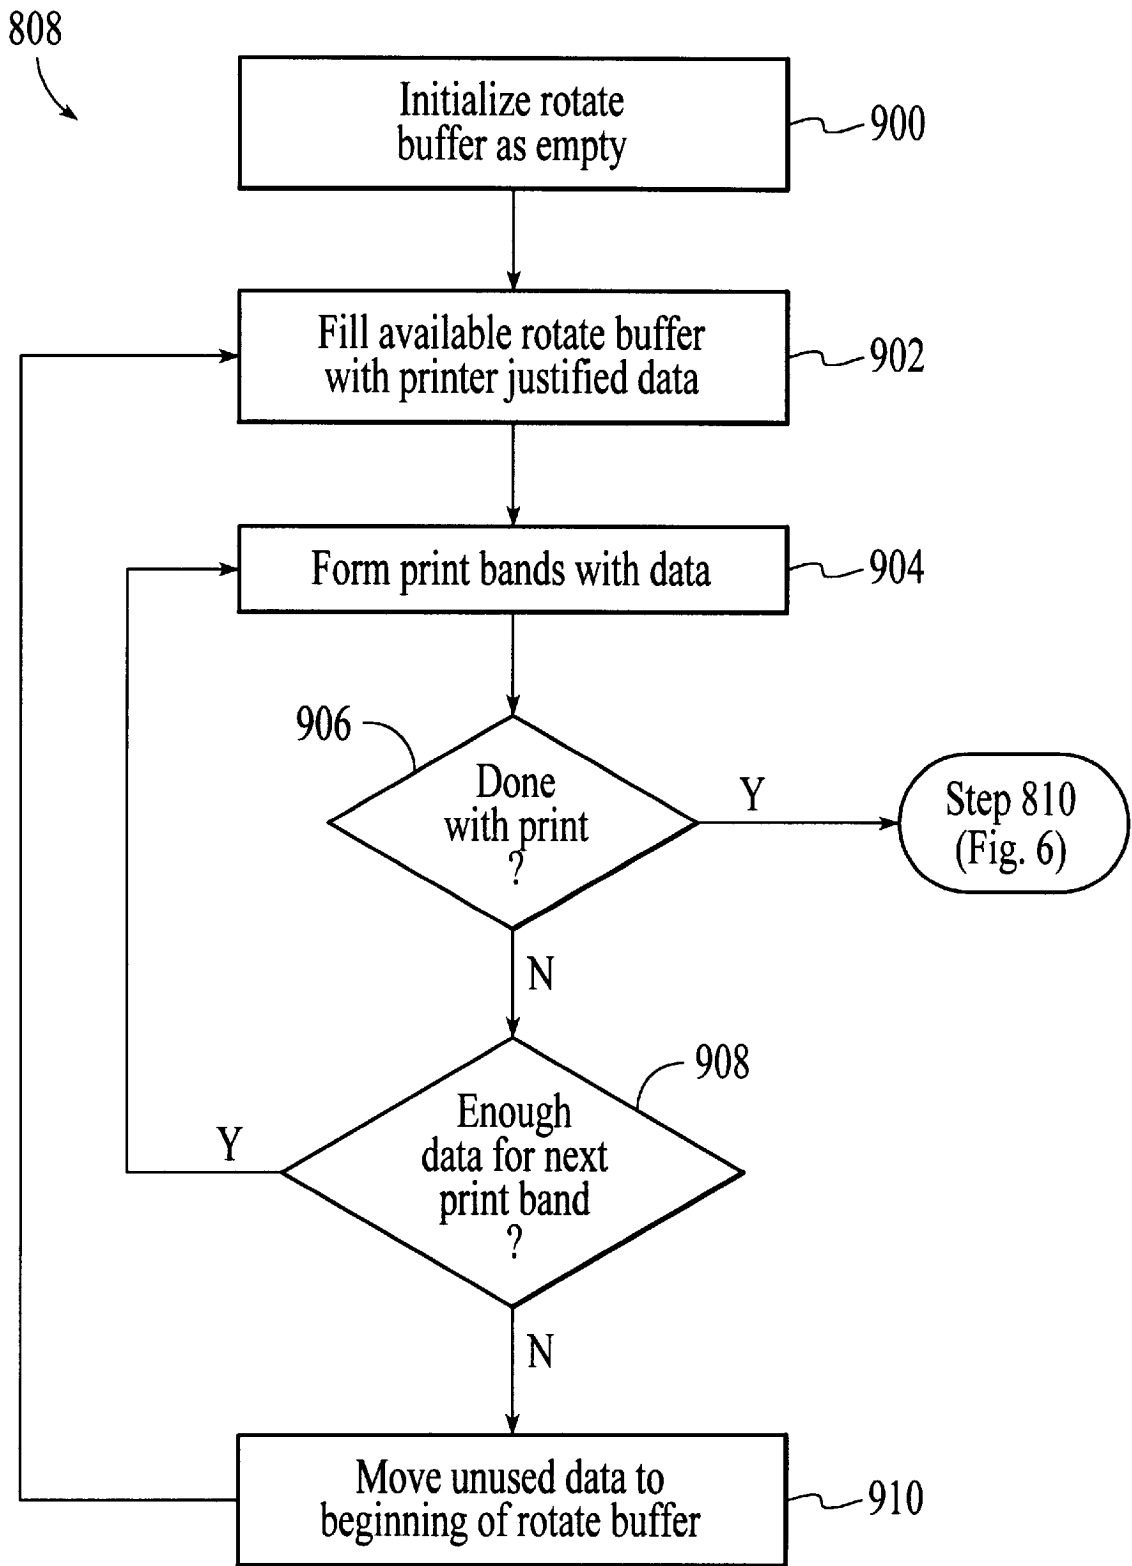 808
Initialize rotate
buffer as empty
900
Fill available rotate buffer
with printer justified data
902
Form print bands with data
904
906
Done
with print
?
Y
Step 810
(Fig. 6)
N
908
Enough
data for next
print band
?
Y
N
Move unused data to
beginning of rotate buffer
910